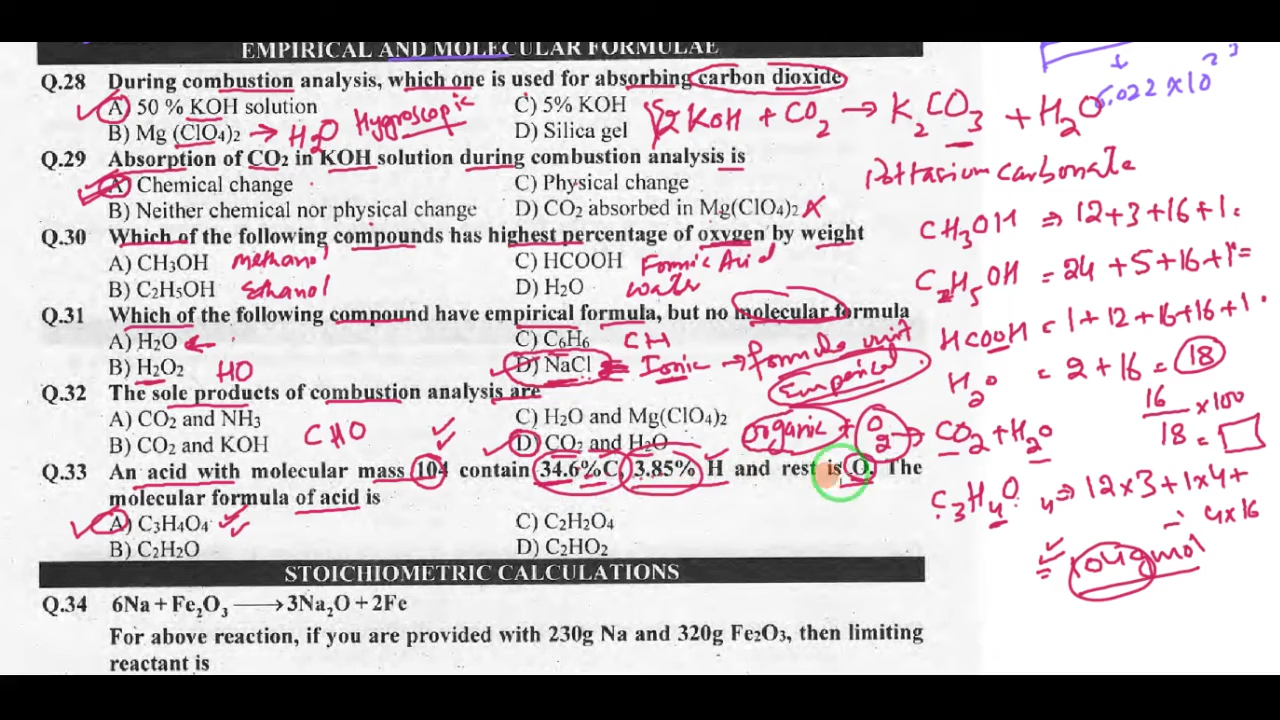 EMPIRICAL AND MOLECULAR FORMULAE
Q.28 During combustion analysis, which one is used for absorbing carbon dioxide
A) 50 % KOH solution C) 5% KOH
B) Mg (ClO4)2 → H2O Hygroscopic D) Silica gel
2KOH + CO2 → K2CO3 + H2O
6.022 x 10^23
Pottasium carbonate
Q.29 Absorption of CO2 in KOH solution during combustion analysis is
A) Chemical change C) Physical change
B) Neither chemical nor physical change D) CO2 absorbed in Mg(ClO4)2
Q.30 Which of the following compounds has highest percentage of oxygen by weight
A) CH3OH methanol C) HCOOH Formic Acid
B) C2H5OH Ethanol D) H2O water
CH3OH ⇒ 12+3+16+1
C2H5OH = 24+5+16+1=
HCOOH = 1+12+16+16+1
H2O = 2+16 = 18
16/18 x 100 =
Q.31 Which of the following compound have empirical formula, but no molecular formula
A) H2O ← C) C6H6 CH
B) H2O2 HO D) NaCl = Ionic → formula unit
Emperical
Q.32 The sole products of combustion analysis are
A) CO2 and NH3 C) H2O and Mg(ClO4)2
B) CO2 and KOH CHO D) CO2 and H2O
organic + O2 → CO2 + H2O
Q.33 An acid with molecular mass 104 contain 34.6%C, 3.85% H and rest is O. The
molecular formula of acid is
A) C3H4O4 C) C2H2O4
B) C2H2O D) C2HO2
C3H4O4 ⇒ 12x3+1x4+
4x16
104gmol
STOICHIOMETRIC CALCULATIONS
Q.34 6Na + Fe2O3 ⟶ 3Na2O + 2Fe
For above reaction, if you are provided with 230g Na and 320g Fe2O3, then limiting
reactant is